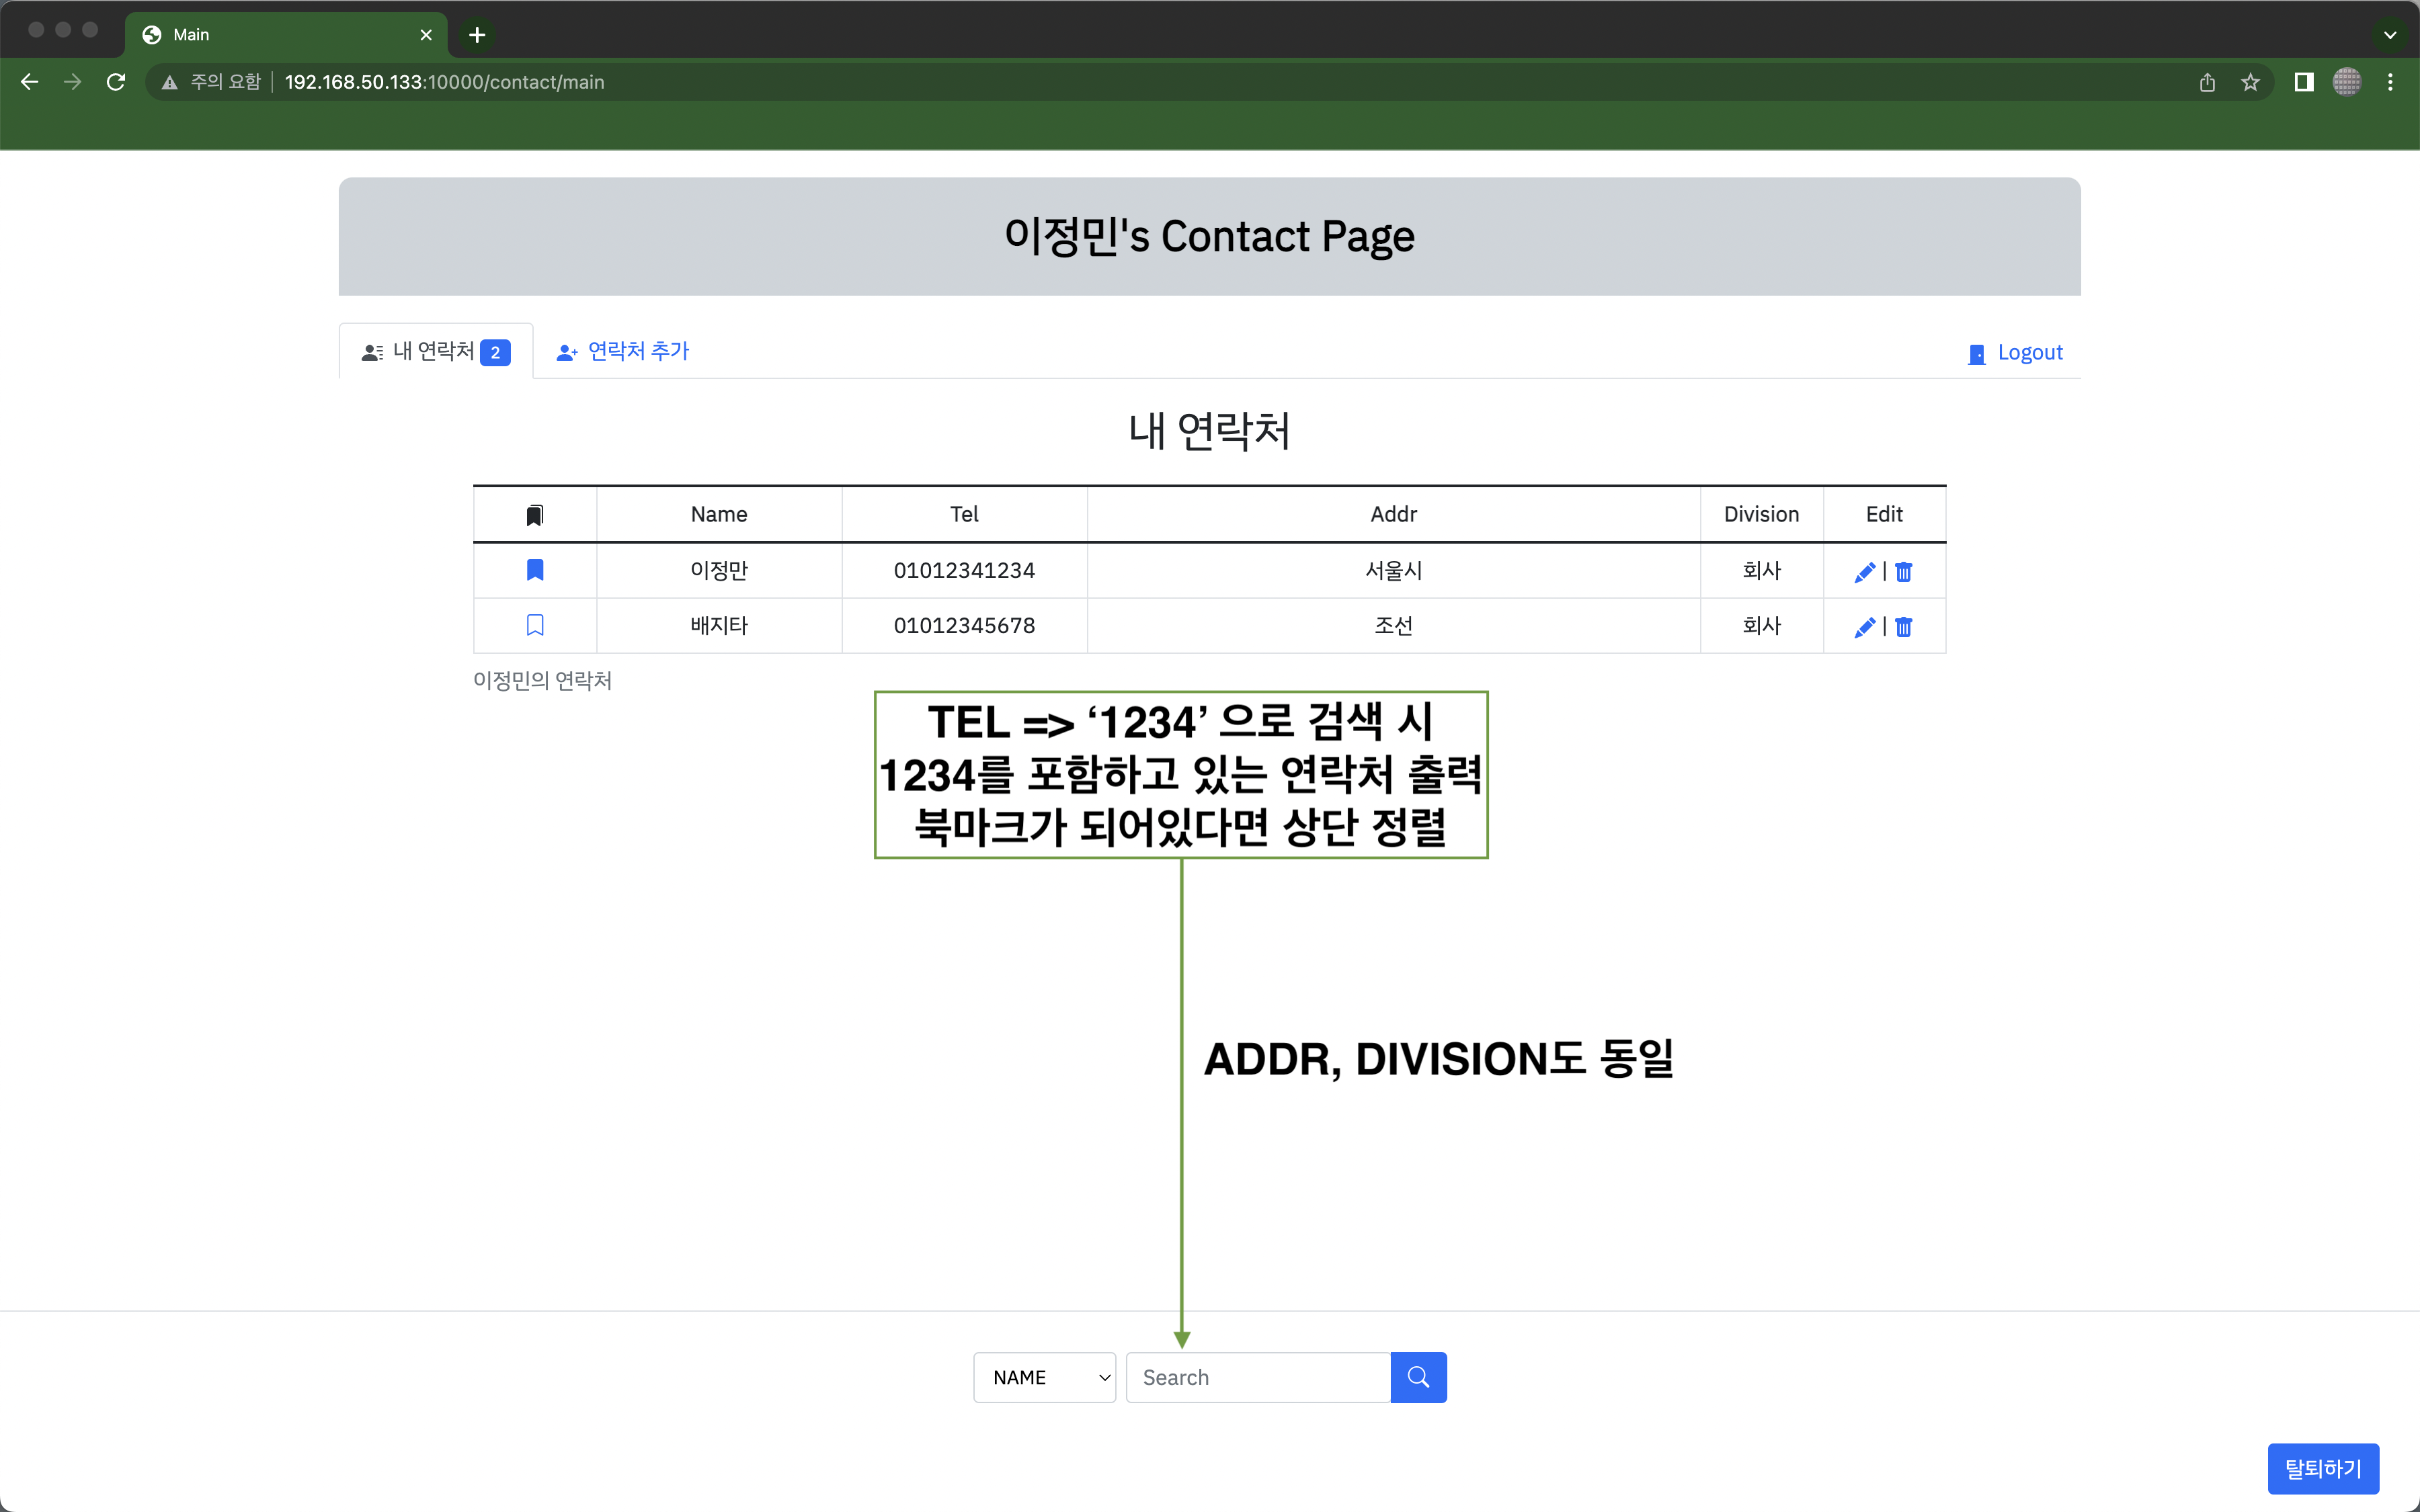 Main
주의 요함 192.168.50.133:10000/contact/main
이정민's Contact Page
내 연락처 2 연락처 추가 Logout
내 연락처
Name Tel Addr Division Edit
이정만 01012341234 서울시 회사 |
배지타 01012345678 조선 회사 |
이정민의 연락처
TEL => ‘1234’ 으로 검색 시
1234를 포함하고 있는 연락처 출력
북마크가 되어있다면 상단 정렬
ADDR, DIVISION도 동일
NAME Search
탈퇴하기